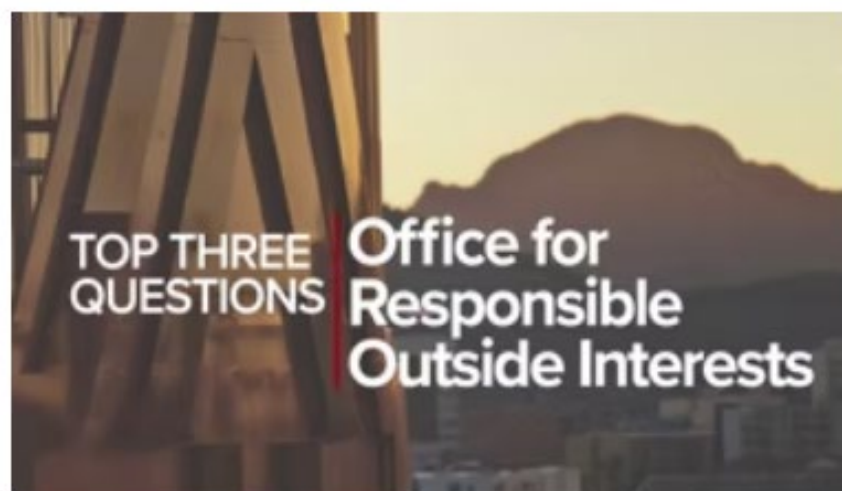 TOP THREE
QUESTIONS
Office for
Responsible
Outside Interests